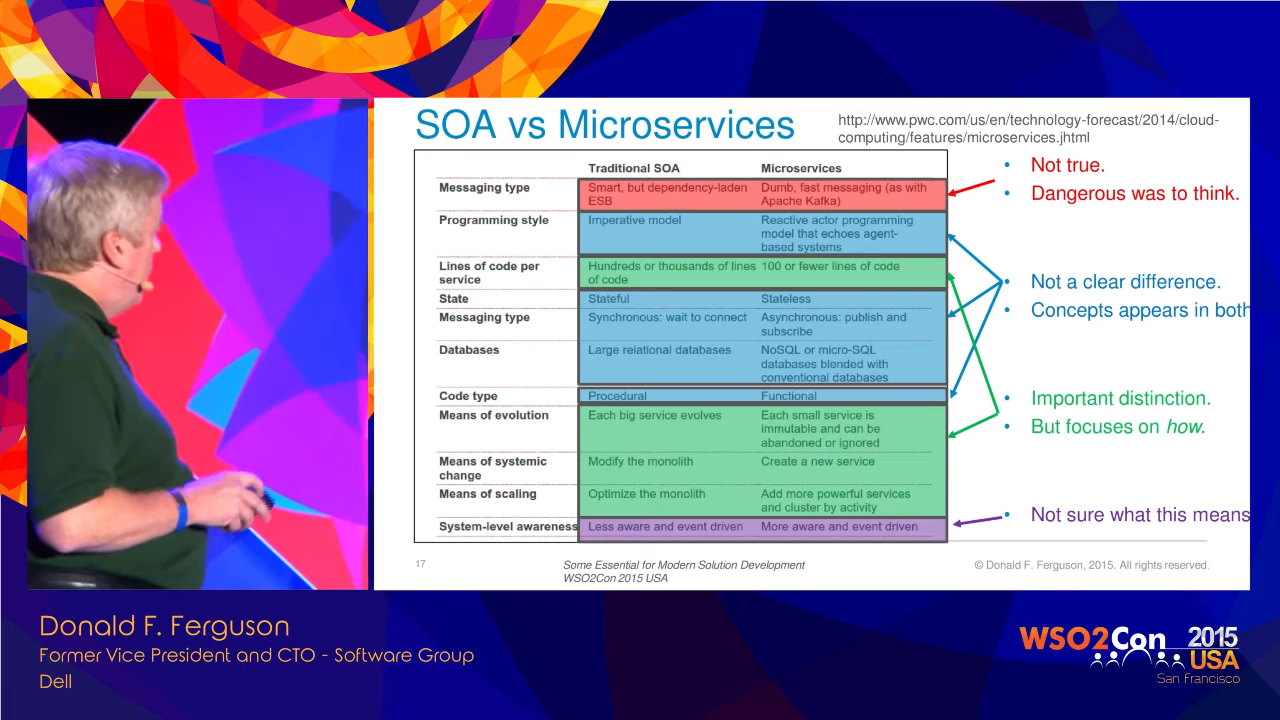 SOA vs Microservices
http://www.pwc.com/us/en/technology-forecast/2014/cloud-
computing/features/microservices.jhtml
Traditional SOA Microservices
Messaging type Smart, but dependency-laden Dumb, fast messaging (as with
ESB Apache Kafka)
Programming style Imperative model Reactive actor programming
model that echoes agent-
based systems
Lines of code per Hundreds or thousands of lines 100 or fewer lines of code
service of code
State Stateful Stateless
Messaging type Synchronous: wait to connect Asynchronous: publish and
subscribe
Databases Large relational databases NoSQL or micro-SQL
databases blended with
conventional databases
Code type Procedural Functional
Means of evolution Each big service evolves Each small service is
immutable and can be
abandoned or ignored
Means of systemic Modify the monolith Create a new service
change
Means of scaling Optimize the monolith Add more powerful services
and cluster by activity
System-level awareness Less aware and event driven More aware and event driven
• Not true.
• Dangerous was to think.
• Not a clear difference.
• Concepts appears in both
• Important distinction.
• But focuses on how.
• Not sure what this means
17
Some Essential for Modern Solution Development
WSO2Con 2015 USA
© Donald F. Ferguson, 2015. All rights reserved.
Donald F. Ferguson
Former Vice President and CTO - Software Group
Dell
WSO2Con 2015
USA
San Francisco